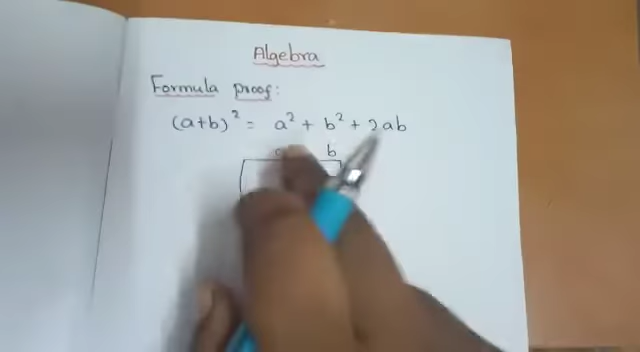 Algebra
Formula proof:
(a+b)² = a² + b² + 2ab
b